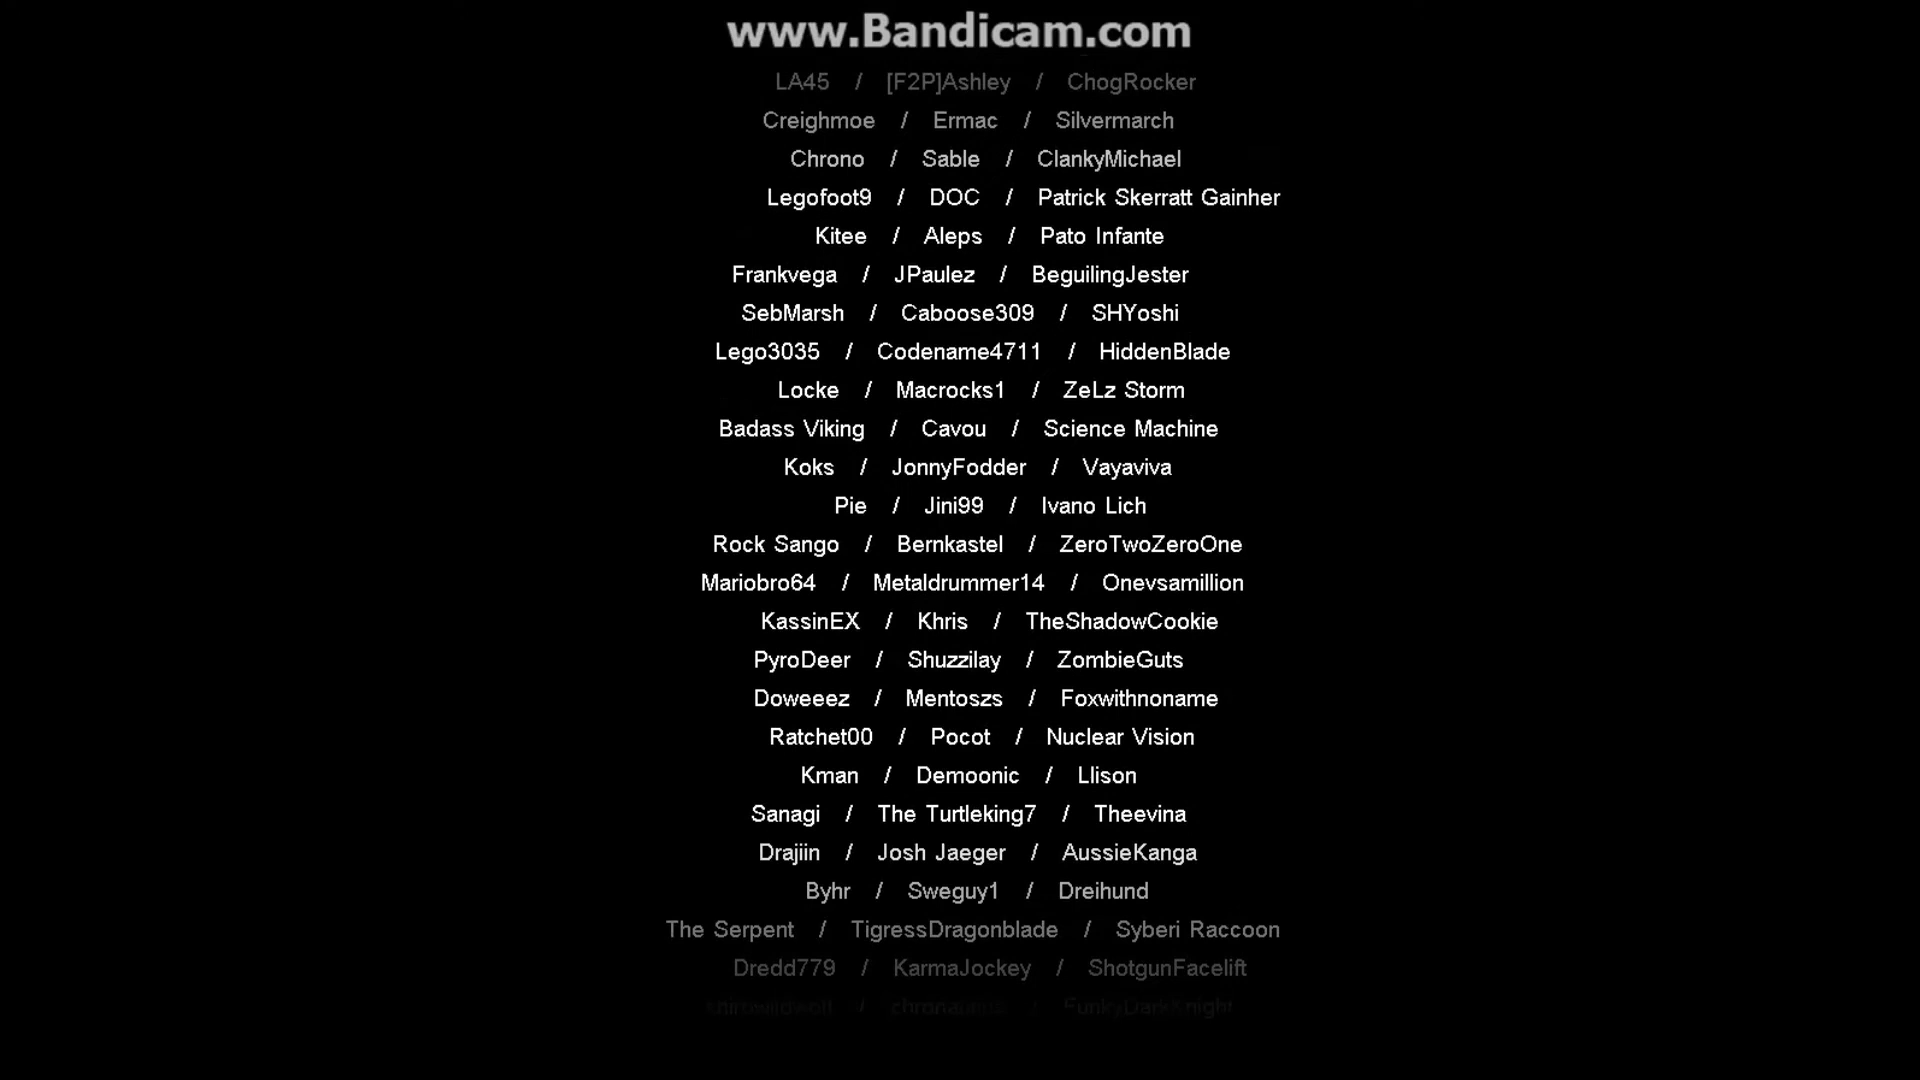 www.Bandicam.com
LA45 / [F2P]Ashley / ChogRocker
Creighmoe / Ermac / Silvermarch
Chrono / Sable / ClankyMichael
Legofoot9 / DOC / Patrick Skerratt Gainher
Kitee / Aleps / Pato Infante
Frankvega / JPaulez / BeguilingJester
SebMarsh / Caboose309 / SHYoshi
Lego3035 / Codename4711 / HiddenBlade
Locke / Macrocks1 / ZeLz Storm
Badass Viking / Cavou / Science Machine
Koks / JonnyFodder / Vayaviva
Pie / Jini99 / Ivano Lich
Rock Sango / Bernkastel / ZeroTwoZeroOne
Mariobro64 / Metaldrummer14 / Onevsamillion
KassinEX / Khris / TheShadowCookie
PyroDeer / Shuzzilay / ZombieGuts
Doweeez / Mentoszs / Foxwithnoname
Ratchet00 / Pocot / Nuclear Vision
Kman / Demoonic / Llison
Sanagi / The Turtleking7 / Theevina
Drajiin / Josh Jaeger / AussieKanga
Byhr / Sweguy1 / Dreihund
The Serpent / TigressDragonblade / Syberi Raccoon
Dredd779 / KarmaJockey / ShotgunFacelift
/ / FunkyDarkKnight